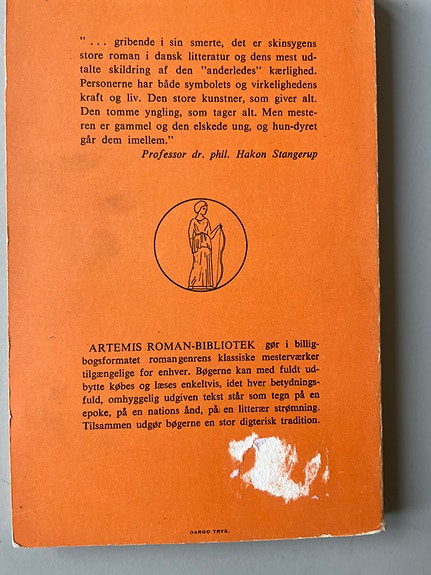 " . . . gribende i sin smerte, det er skinsygens
store roman i dansk litteratur og dens mest ud-
talte skildring af den "anderledes" kærlighed.
Personerne har både symbolets og virkelighedens
kraft og liv. Den store kunstner, som giver alt.
Den tomme yngling, som tager alt. Men meste-
ren er gammel og den elskede ung, og hun-dyret
går dem imellem."
Professor dr. phil. Hakon Stangerup
ARTEMIS ROMAN-BIBLIOTEK gør i billig-
bogsformatet romangenrens klassiske mesterværker
tilgængelige for enhver. Bøgerne kan med fuldt ud-
bytte købes og læses enkeltvis, idet hver betydnings-
fuld, omhyggelig udgiven tekst står som tegn på en
epoke, på en nations ånd, på en litterær strømning.
Tilsammen udgør bøgerne en stor digterisk tradition.
DARGO TRYK.